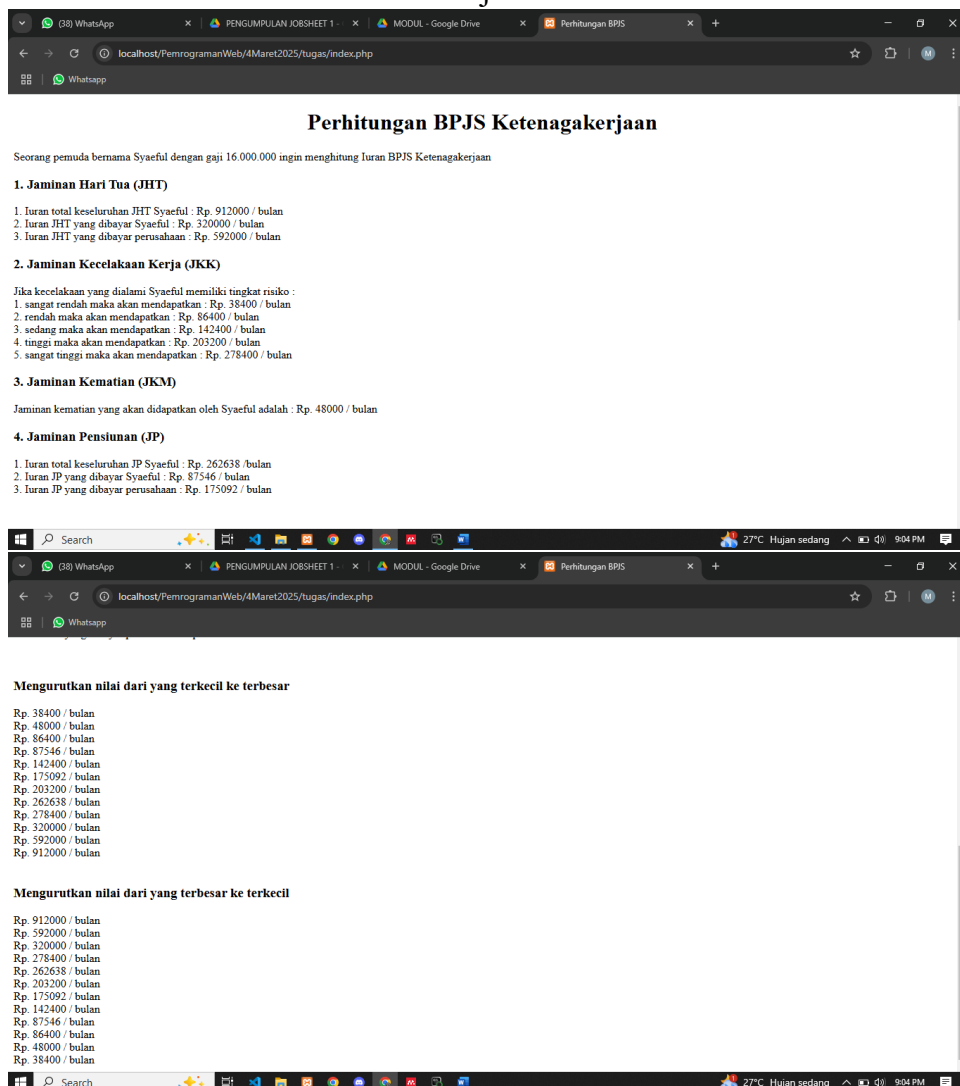 (38) WhatsApp
PENGUMPULAN JOBSHEET 1 -
MODUL - Google Drive
Perhitungan BPJS
localhost/PemrogramanWeb/4Maret2025/tugas/index.php
M
Whatsapp
Perhitungan BPJS Ketenagakerjaan
Seorang pemuda bernama Syaeful dengan gaji 16.000.000 ingin menghitung Iuran BPJS Ketenagakerjaan
1. Jaminan Hari Tua (JHT)
1. Iuran total keseluruhan JHT Syaeful : Rp. 912000 / bulan
2. Iuran JHT yang dibayar Syaeful : Rp. 320000 / bulan
3. Iuran JHT yang dibayar perusahaan : Rp. 592000 / bulan
2. Jaminan Kecelakaan Kerja (JKK)
Jika kecelakaan yang dialami Syaeful memiliki tingkat risiko :
1. sangat rendah maka akan mendapatkan : Rp. 38400 / bulan
2. rendah maka akan mendapatkan : Rp. 86400 / bulan
3. sedang maka akan mendapatkan : Rp. 142400 / bulan
4. tinggi maka akan mendapatkan : Rp. 203200 / bulan
5. sangat tinggi maka akan mendapatkan : Rp. 278400 / bulan
3. Jaminan Kematian (JKM)
Jaminan kematian yang akan didapatkan oleh Syaeful adalah : Rp. 48000 / bulan
4. Jaminan Pensiunan (JP)
1. Iuran total keseluruhan JP Syaeful : Rp. 262638 /bulan
2. Iuran JP yang dibayar Syaeful : Rp. 87546 / bulan
3. Iuran JP yang dibayar perusahaan : Rp. 175092 / bulan
Search
27°C Hujan sedang
9:04 PM
(38) WhatsApp
PENGUMPULAN JOBSHEET 1 -
MODUL - Google Drive
Perhitungan BPJS
localhost/PemrogramanWeb/4Maret2025/tugas/index.php
M
Whatsapp
Mengurutkan nilai dari yang terkecil ke terbesar
Rp. 38400 / bulan
Rp. 48000 / bulan
Rp. 86400 / bulan
Rp. 87546 / bulan
Rp. 142400 / bulan
Rp. 175092 / bulan
Rp. 203200 / bulan
Rp. 262638 / bulan
Rp. 278400 / bulan
Rp. 320000 / bulan
Rp. 592000 / bulan
Rp. 912000 / bulan
Mengurutkan nilai dari yang terbesar ke terkecil
Rp. 912000 / bulan
Rp. 592000 / bulan
Rp. 320000 / bulan
Rp. 278400 / bulan
Rp. 262638 / bulan
Rp. 203200 / bulan
Rp. 175092 / bulan
Rp. 142400 / bulan
Rp. 87546 / bulan
Rp. 86400 / bulan
Rp. 48000 / bulan
Rp. 38400 / bulan
Search
27°C Hujan sedang
9:04 PM